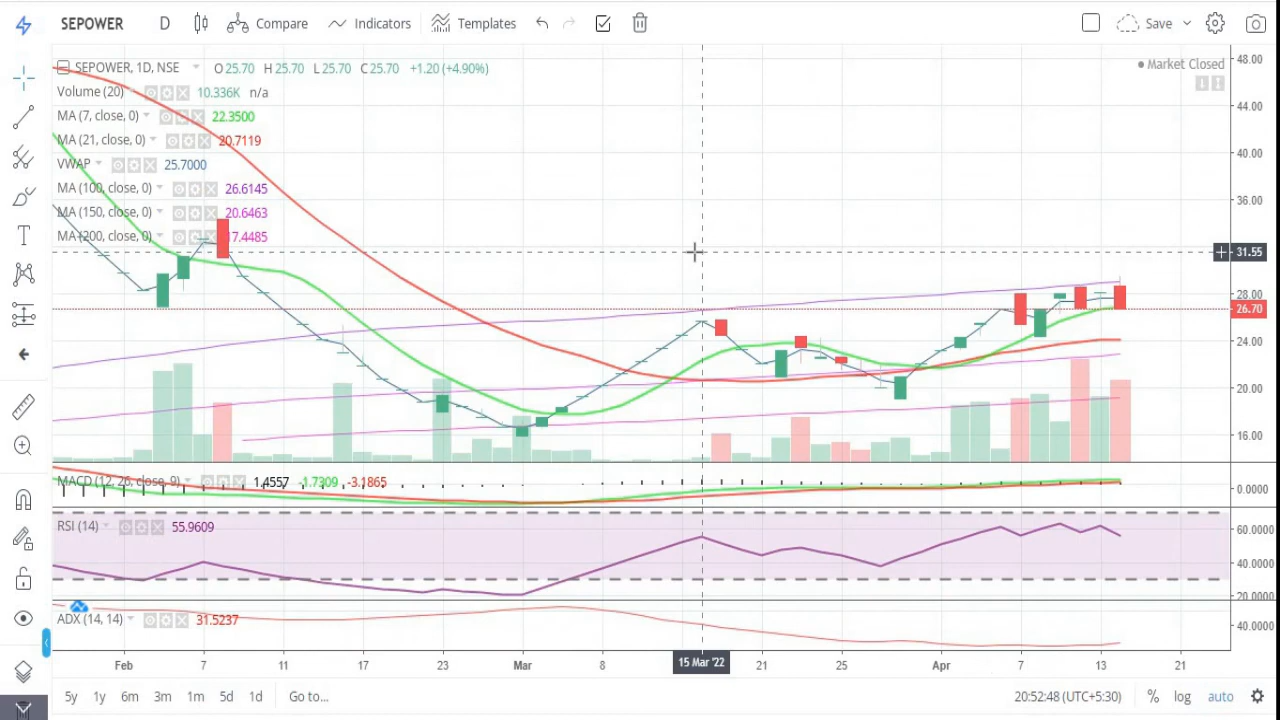 SEPOWER D Compare Indicators Templates Save
SEPOWER, 1D, NSE O 25.70 H 25.70 L 25.70 C 25.70 +1.20 (+4.90%)
Market Closed
Volume (20) 10.336K n/a
MA (7, close, 0) 22.3500
MA (21, close, 0) 20.7119
VWAP 25.7000
MA (100, close, 0) 26.6145
MA (150, close, 0) 20.6463
MA (200, close, 0) 17.4485
48.00
44.00
40.00
36.00
31.55
28.00
26.70
24.00
20.00
16.00
MACD (12, 26, close, 9) 1.4557 -1.7309 -3.1865
0.0000
RSI (14) 55.9609
60.0000
40.0000
20.0000
ADX (14, 14) 31.5237
40.0000
Feb 7 11 17 23 Mar 8 15 Mar '22 21 25 Apr 7 13 21
5y 1y 6m 3m 1m 5d 1d Go to... 20:52:48 (UTC+5:30) % log auto